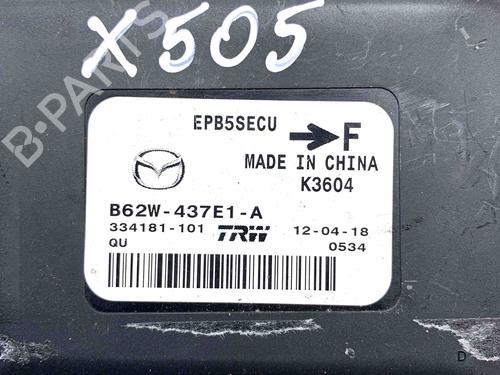 X505
B-PARTS
EPB5SECU → F
MADE IN CHINA
K3604
B62W-437E1-A
334181-101 TRW 12-04-18
QU 0534
D